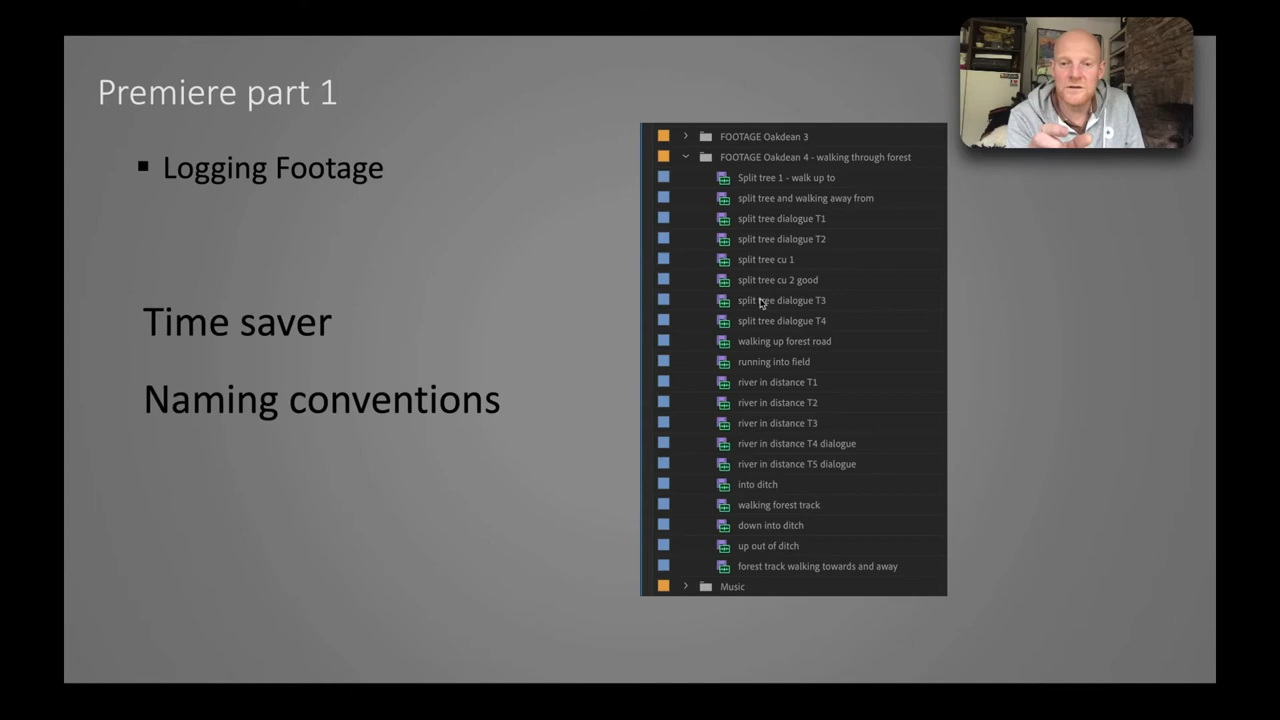 Premiere part 1
Logging Footage
Time saver
Naming conventions
FOOTAGE Oakdean 3
FOOTAGE Oakdean 4 - walking through forest
Split tree 1 - walk up to
split tree and walking away from
split tree dialogue T1
split tree dialogue T2
split tree cu 1
split tree cu 2 good
split tree dialogue T3
split tree dialogue T4
walking up forest road
running into field
river in distance T1
river in distance T2
river in distance T3
river in distance T4 dialogue
river in distance T5 dialogue
into ditch
walking forest track
down into ditch
up out of ditch
forest track walking towards and away
Music